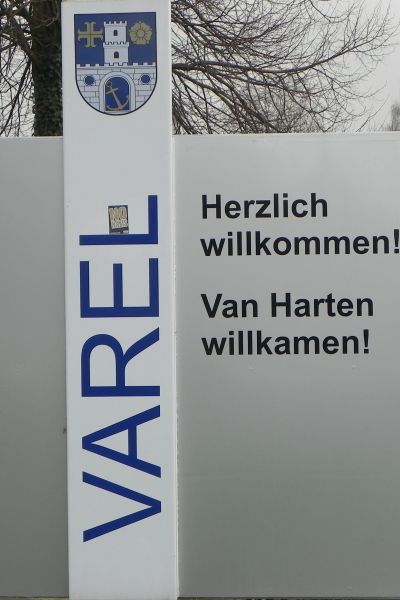 VAREL
Herzlich
willkommen!
Van Harten
willkamen!